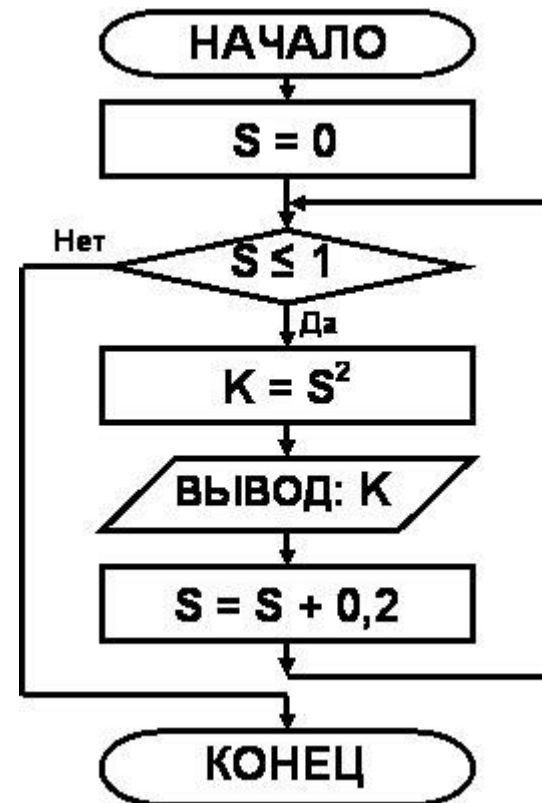 НАЧАЛО
S = 0
S ≤ 1
Нет
Да
K = S²
ВЫВОД: K
S = S + 0,2
КОНЕЦ